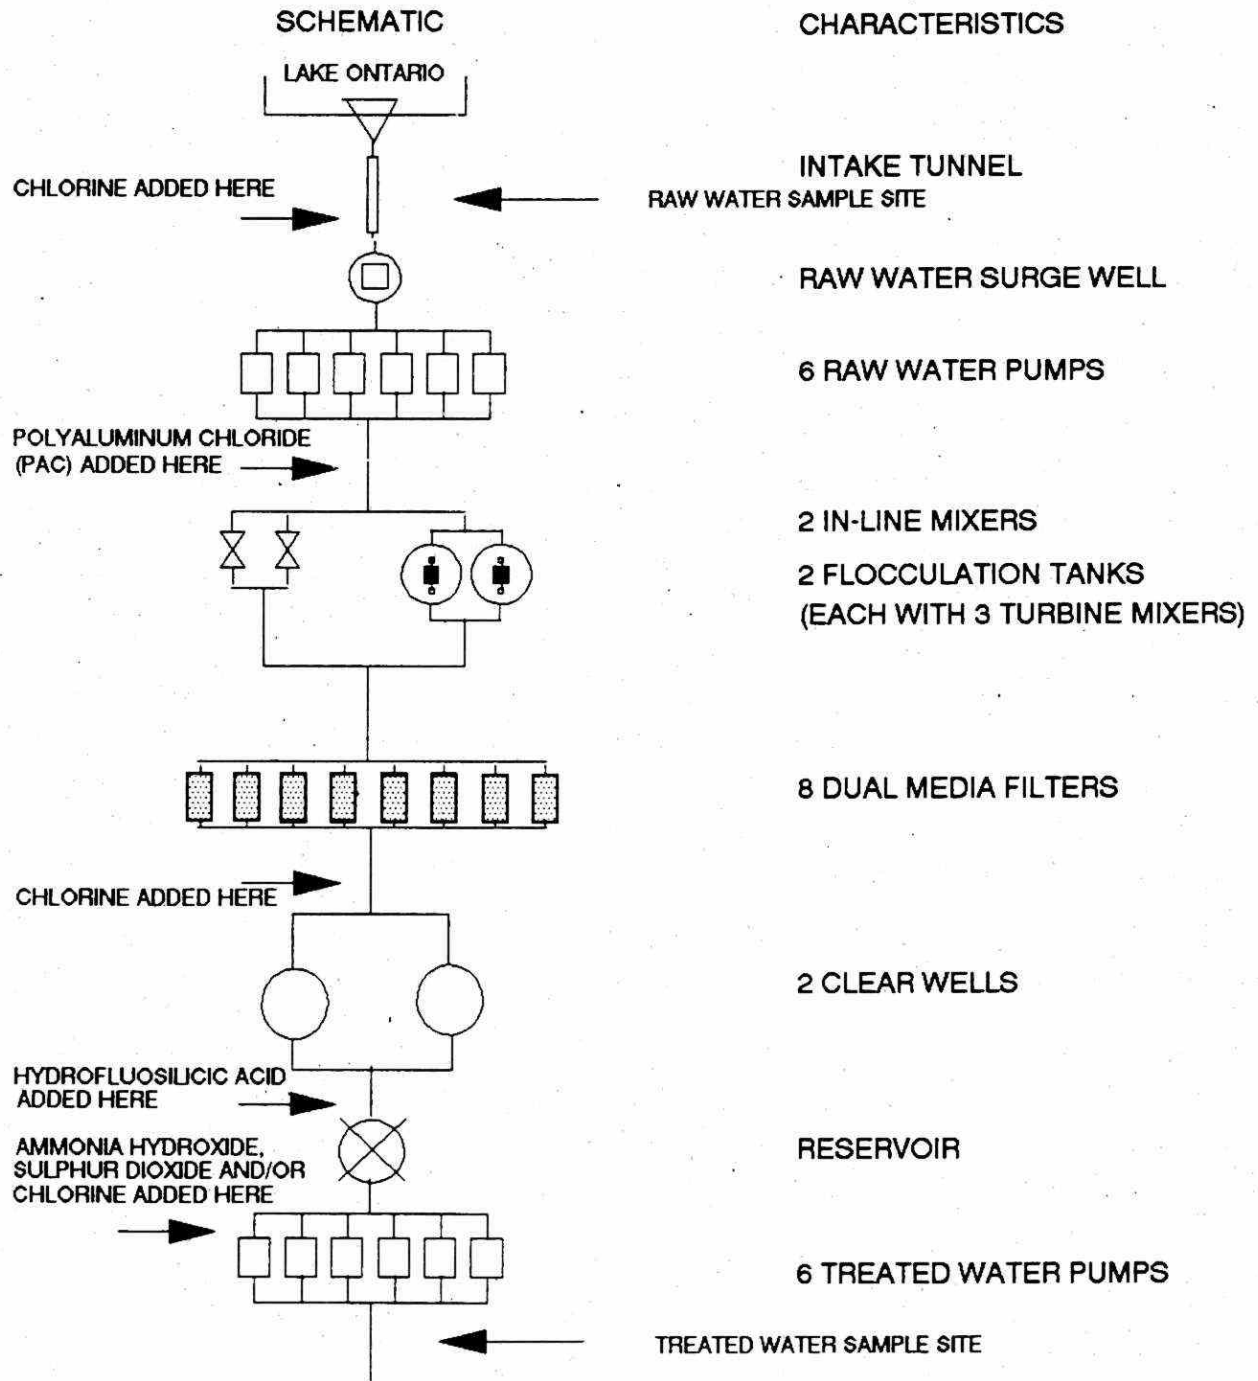 SCHEMATIC
CHARACTERISTICS
LAKE ONTARIO
INTAKE TUNNEL
CHLORINE ADDED HERE
RAW WATER SAMPLE SITE
RAW WATER SURGE WELL
6 RAW WATER PUMPS
POLYALUMINUM CHLORIDE
(PAC) ADDED HERE
2 IN-LINE MIXERS
2 FLOCCULATION TANKS
(EACH WITH 3 TURBINE MIXERS)
8 DUAL MEDIA FILTERS
CHLORINE ADDED HERE
2 CLEAR WELLS
HYDROFLUOSILICIC ACID
ADDED HERE
AMMONIA HYDROXIDE,
SULPHUR DIOXIDE AND/OR
CHLORINE ADDED HERE
RESERVOIR
6 TREATED WATER PUMPS
TREATED WATER SAMPLE SITE